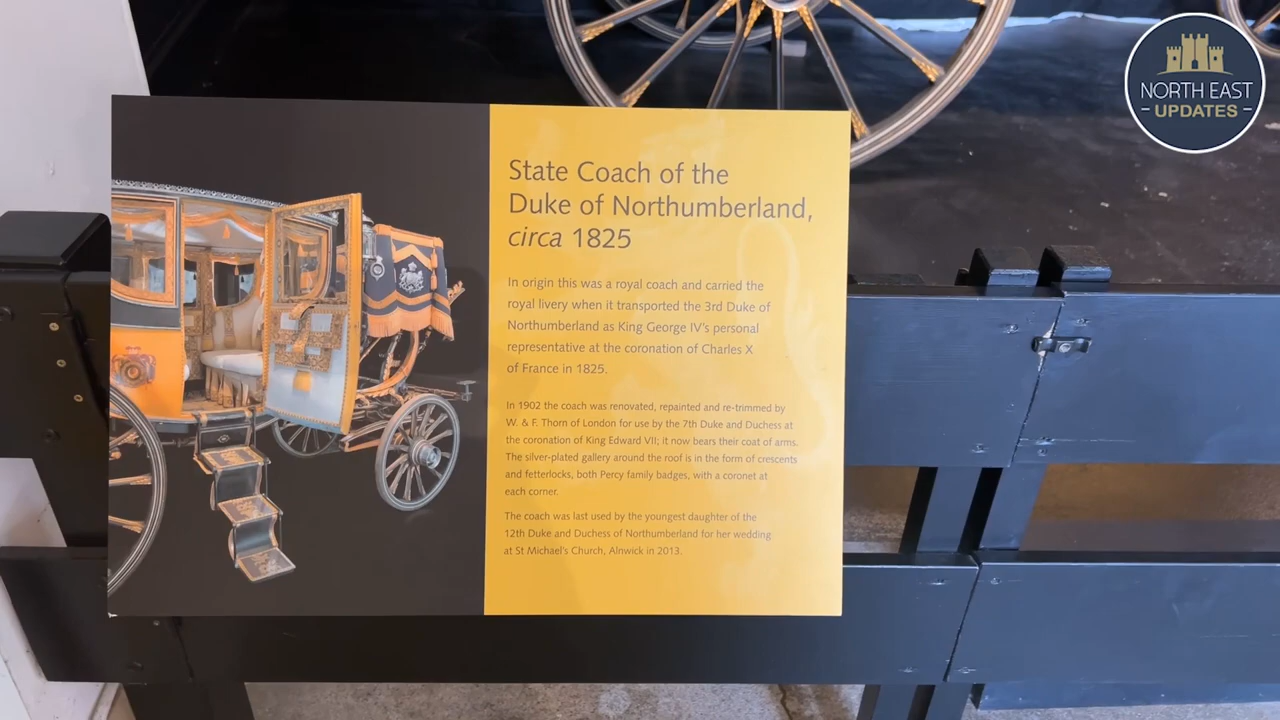 NORTH EAST
- UPDATES -
State Coach of the
Duke of Northumberland,
circa 1825
In origin this was a royal coach and carried the
royal livery when it transported the 3rd Duke of
Northumberland as King George IV's personal
representative at the coronation of Charles X
of France in 1825.
In 1902 the coach was renovated, repainted and re-trimmed by
W. & F. Thorn of London for use by the 7th Duke and Duchess at
the coronation of King Edward VII; it now bears their coat of arms.
The silver-plated gallery around the roof is in the form of crescents
and fetterlocks, both Percy family badges, with a coronet at
each corner.
The coach was last used by the youngest daughter of the
12th Duke and Duchess of Northumberland for her wedding
at St Michael's Church, Alnwick in 2013.